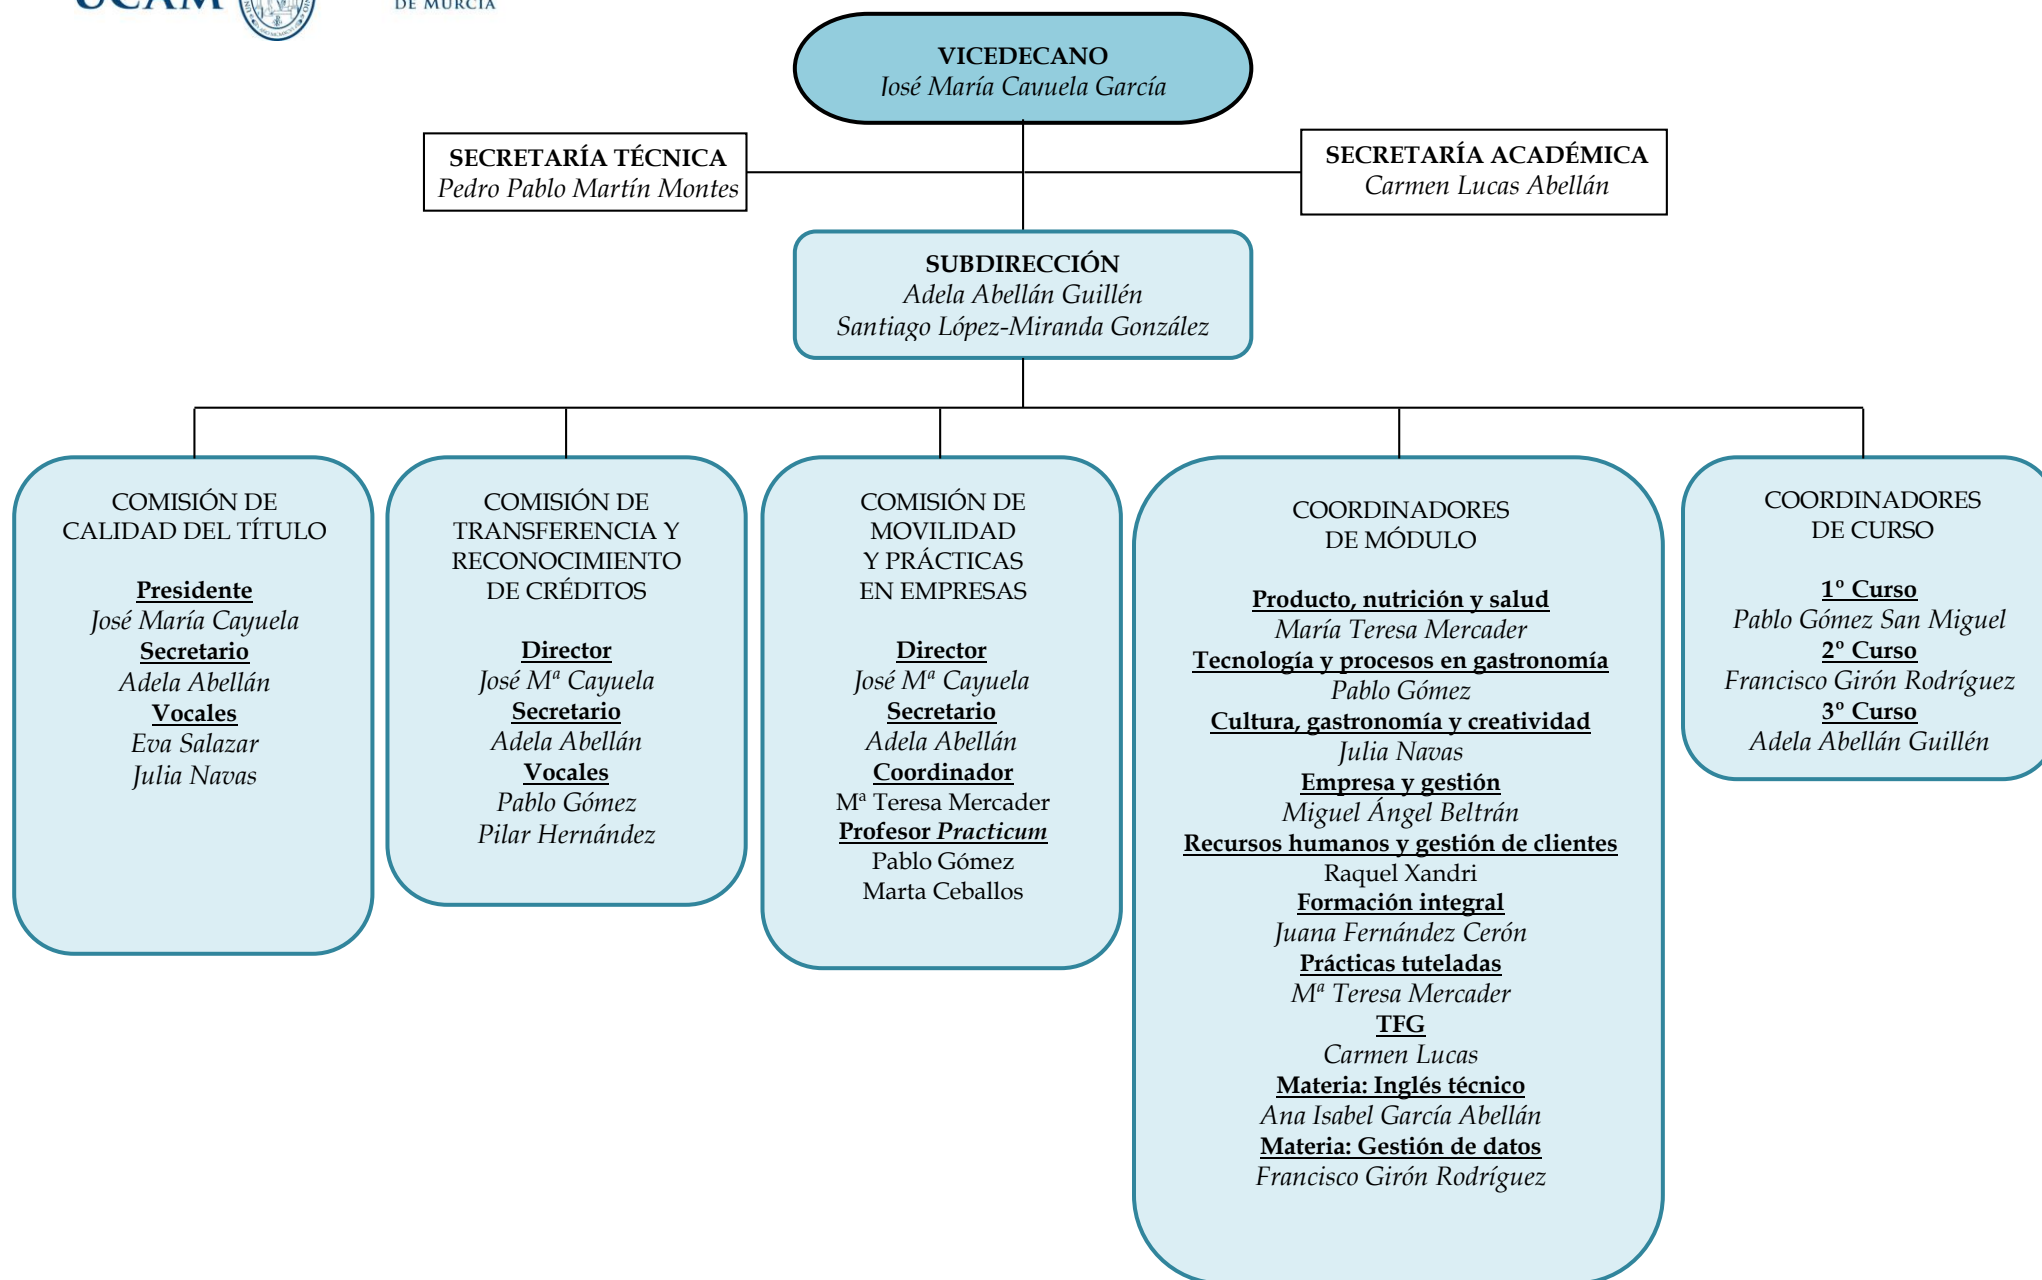 UCAM
DE MURCIA
VICEDECANO
José María Cayuela García
SECRETARÍA TÉCNICA
Pedro Pablo Martín Montes
SECRETARÍA ACADÉMICA
Carmen Lucas Abellán
SUBDIRECCIÓN
Adela Abellán Guillén
Santiago López-Miranda González
COMISIÓN DE
CALIDAD DEL TÍTULO
Presidente
José María Cayuela
Secretario
Adela Abellán
Vocales
Eva Salazar
Julia Navas
COMISIÓN DE
TRANSFERENCIA Y
RECONOCIMIENTO
DE CRÉDITOS
Director
José Mª Cayuela
Secretario
Adela Abellán
Vocales
Pablo Gómez
Pilar Hernández
COMISIÓN DE
MOVILIDAD
Y PRÁCTICAS
EN EMPRESAS
Director
José Mª Cayuela
Secretario
Adela Abellán
Coordinador
Mª Teresa Mercader
Profesor Practicum
Pablo Gómez
Marta Ceballos
COORDINADORES
DE MÓDULO
Producto, nutrición y salud
María Teresa Mercader
Tecnología y procesos en gastronomía
Pablo Gómez
Cultura, gastronomía y creatividad
Julia Navas
Empresa y gestión
Miguel Ángel Beltrán
Recursos humanos y gestión de clientes
Raquel Xandri
Formación integral
Juana Fernández Cerón
Prácticas tuteladas
Mª Teresa Mercader
TFG
Carmen Lucas
Materia: Inglés técnico
Ana Isabel García Abellán
Materia: Gestión de datos
Francisco Girón Rodríguez
COORDINADORES
DE CURSO
1º Curso
Pablo Gómez San Miguel
2º Curso
Francisco Girón Rodríguez
3º Curso
Adela Abellán Guillén